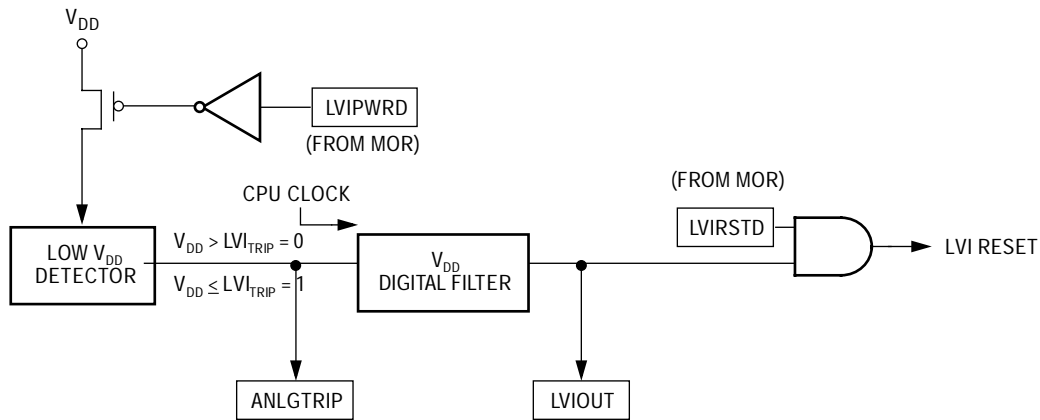 VDD
LVIPWRD
(FROM MOR)
CPU CLOCK
(FROM MOR)
LVIRSTD
LOW VDD
DETECTOR
VDD > LVITRIP = 0
VDD ≤ LVITRIP = 1
VDD
DIGITAL FILTER
LVI RESET
ANLGTRIP
LVIOUT